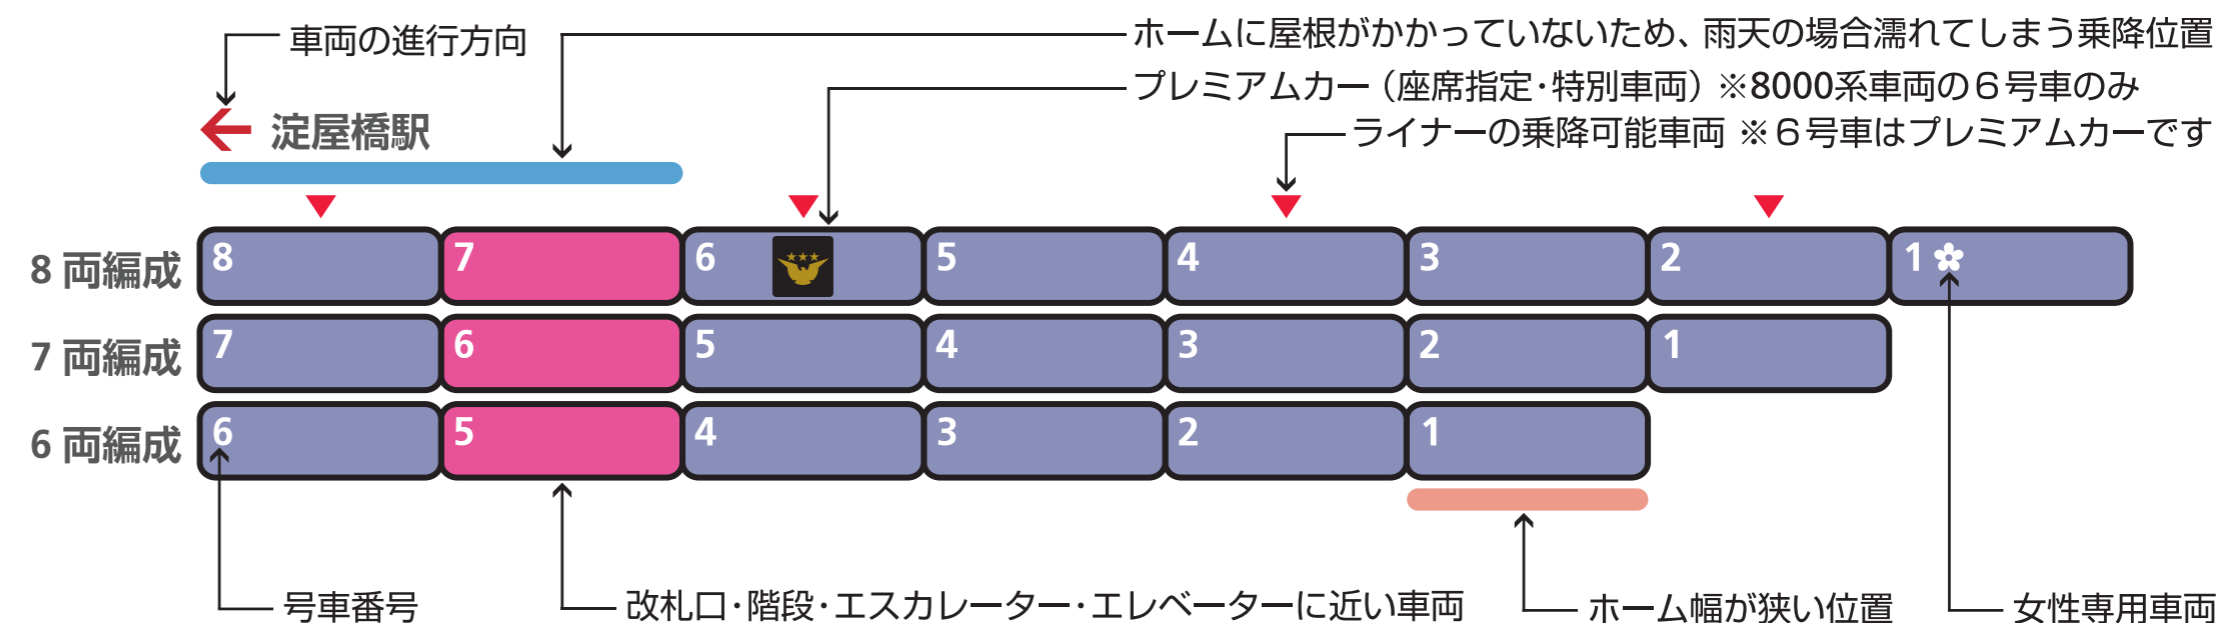 車両の進行方向
ホームに屋根がかかっていないため、雨天の場合濡れてしまう乗降位置
プレミアムカー（座席指定・特別車両）※8000系車両の６号車のみ
ライナーの乗降可能車両 ※６号車はプレミアムカーです
淀屋橋駅
8 両編成 8 7 6 5 4 3 2 1
7 両編成 7 6 5 4 3 2 1
6 両編成 6 5 4 3 2 1
号車番号
改札口・階段・エスカレーター・エレベーターに近い車両
ホーム幅が狭い位置
女性専用車両